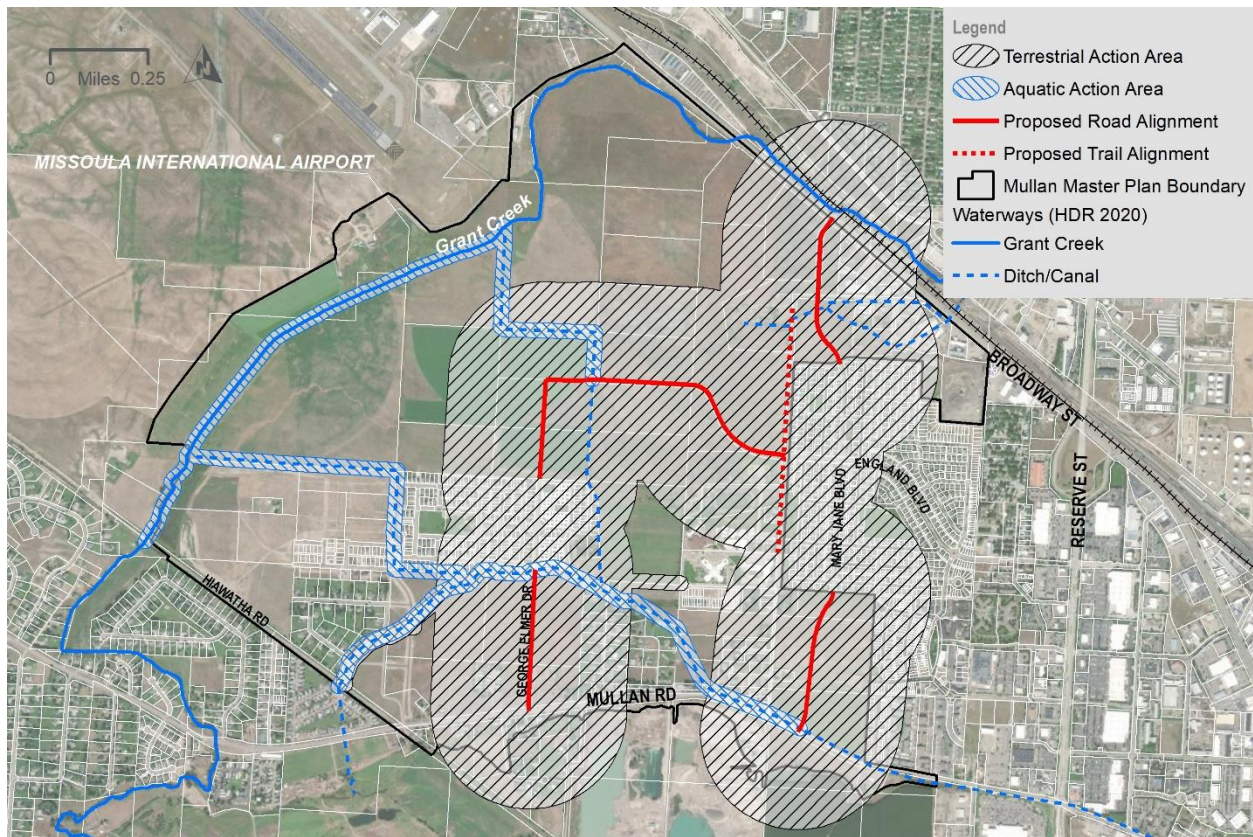 0 Miles 0.25
MISSOULA INTERNATIONAL AIRPORT
Grant Creek
Legend
Terrestrial Action Area
Aquatic Action Area
Proposed Road Alignment
Proposed Trail Alignment
Mullan Master Plan Boundary
Waterways (HDR 2020)
Grant Creek
Ditch/Canal
BROADWAY ST
ENGLAND BLVD
MARY JANE BLVD
RESERVE ST
HIAWATHA RD
GEORGE ELMER DR
MULLAN RD